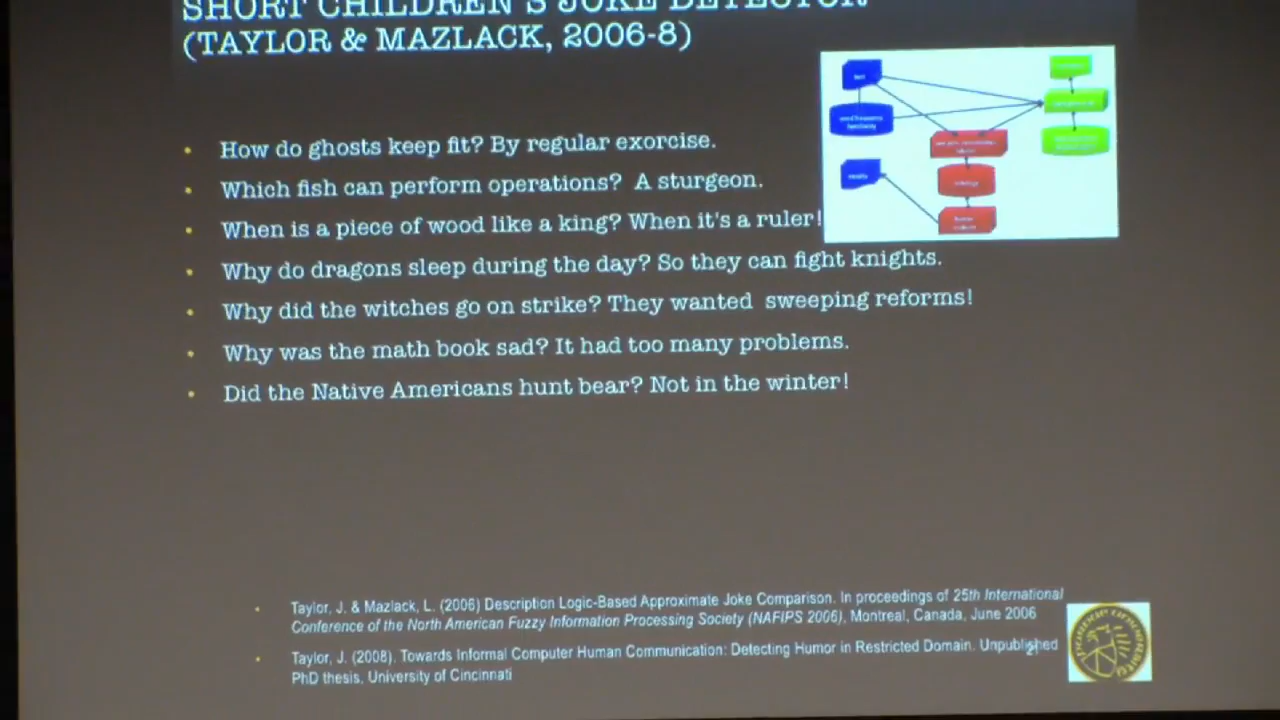 SHORT CHILDREN'S JOKE DETECTOR
(TAYLOR & MAZLACK, 2006-8)
How do ghosts keep fit? By regular exorcise.
Which fish can perform operations? A sturgeon.
When is a piece of wood like a king? When it's a ruler!
Why do dragons sleep during the day? So they can fight knights.
Why did the witches go on strike? They wanted sweeping reforms!
Why was the math book sad? It had too many problems.
Did the Native Americans hunt bear? Not in the winter!
Taylor, J. & Mazlack, L. (2006) Description Logic-Based Approximate Joke Comparison. In proceedings of 25th International
Conference of the North American Fuzzy Information Processing Society (NAFIPS 2006), Montreal, Canada, June 2006
Taylor, J. (2008). Towards Informal Computer Human Communication: Detecting Humor in Restricted Domain. Unpublished
PhD thesis, University of Cincinnati